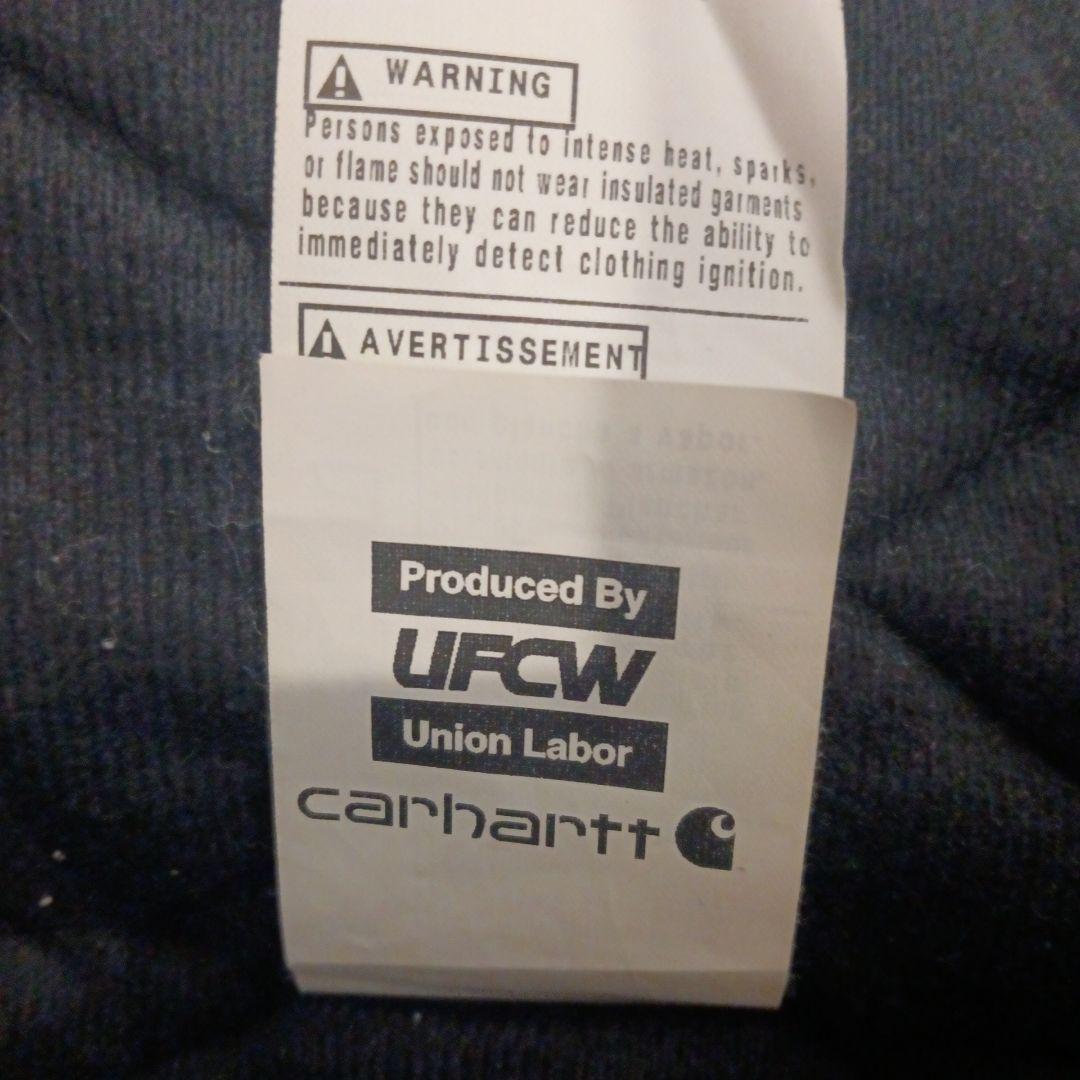 WARNING
Persons exposed to intense heat, sparks,
or flame should not wear insulated garments
because they can reduce the ability to
immediately detect clothing ignition.
AVERTISSEMENT
Produced By
UFCW
Union Labor
carhartt